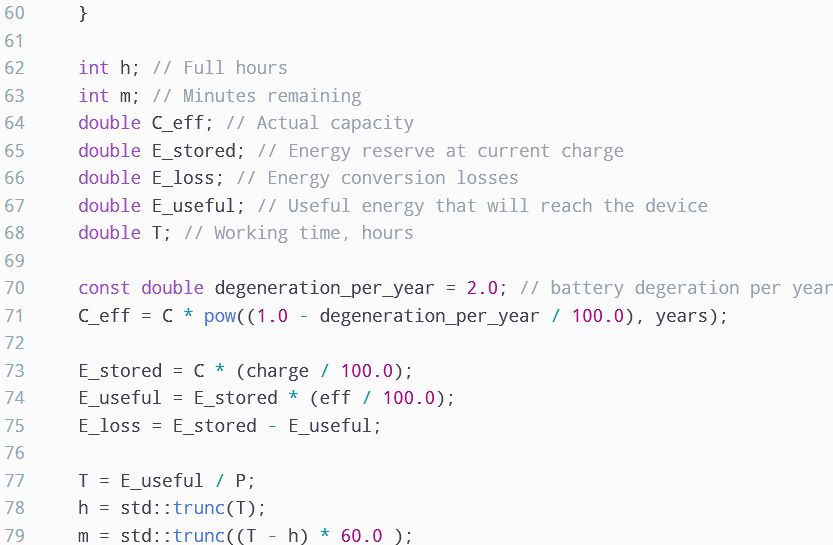 60 }
61
62 int h; // Full hours
63 int m; // Minutes remaining
64 double C_eff; // Actual capacity
65 double E_stored; // Energy reserve at current charge
66 double E_loss; // Energy conversion losses
67 double E_useful; // Useful energy that will reach the device
68 double T; // Working time, hours
69
70 const double degeneration_per_year = 2.0; // battery degeration per year
71 C_eff = C * pow((1.0 - degeneration_per_year / 100.0), years);
72
73 E_stored = C * (charge / 100.0);
74 E_useful = E_stored * (eff / 100.0);
75 E_loss = E_stored - E_useful;
76
77 T = E_useful / P;
78 h = std::trunc(T);
79 m = std::trunc((T - h) * 60.0 );